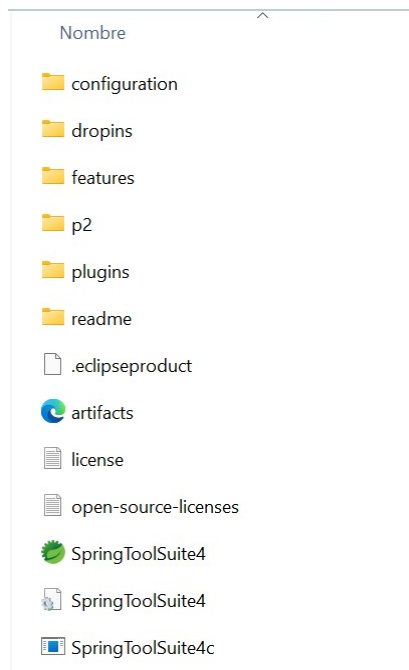 Nombre
configuration
dropins
features
p2
plugins
readme
.eclipseproduct
artifacts
license
open-source-licenses
SpringToolSuite4
SpringToolSuite4
SpringToolSuite4c